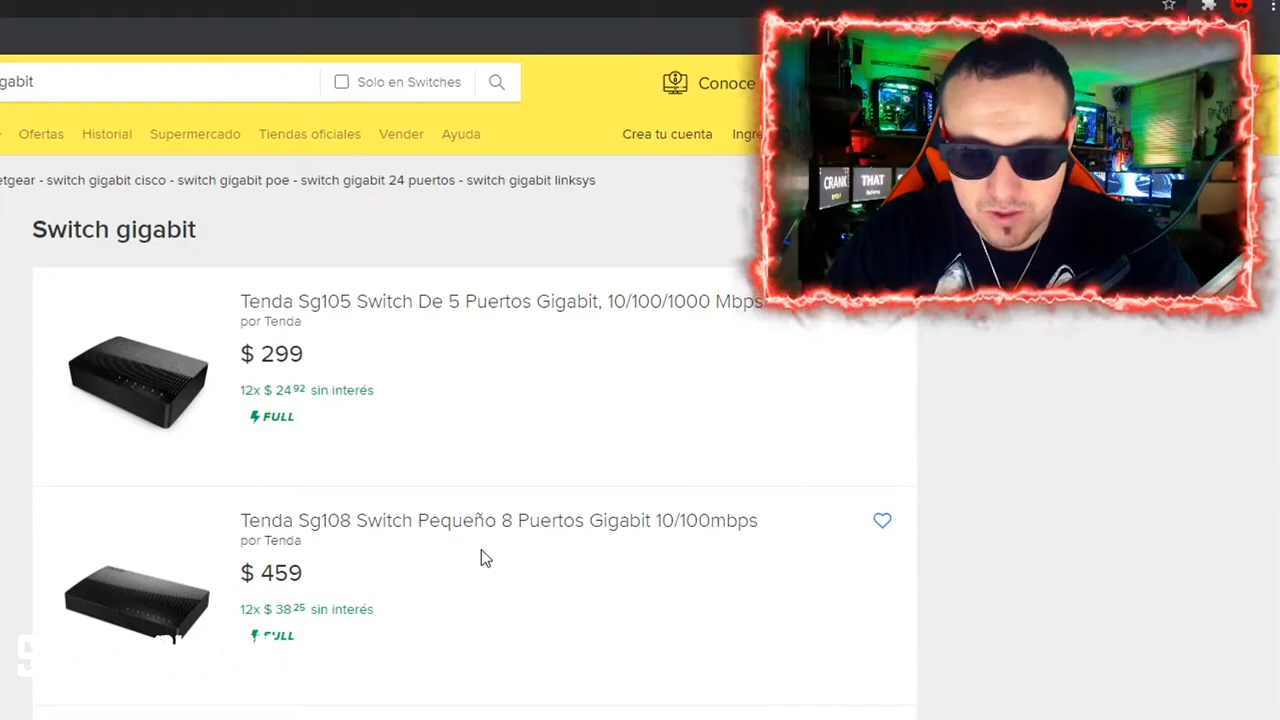 gigabit
Solo en Switches
Conoce
Ofertas Historial Supermercado Tiendas oficiales Vender Ayuda Crea tu cuenta
etgear - switch gigabit cisco - switch gigabit poe - switch gigabit 24 puertos - switch gigabit linksys
CRANK
THAT
Switch gigabit
Tenda Sg105 Switch De 5 Puertos Gigabit, 10/100/1000 Mbps
por Tenda
$ 299
12x $ 24 92 sin interés
FULL
Tenda Sg108 Switch Pequeño 8 Puertos Gigabit 10/100mbps
por Tenda
$ 459
12x $ 38 25 sin interés
FULL